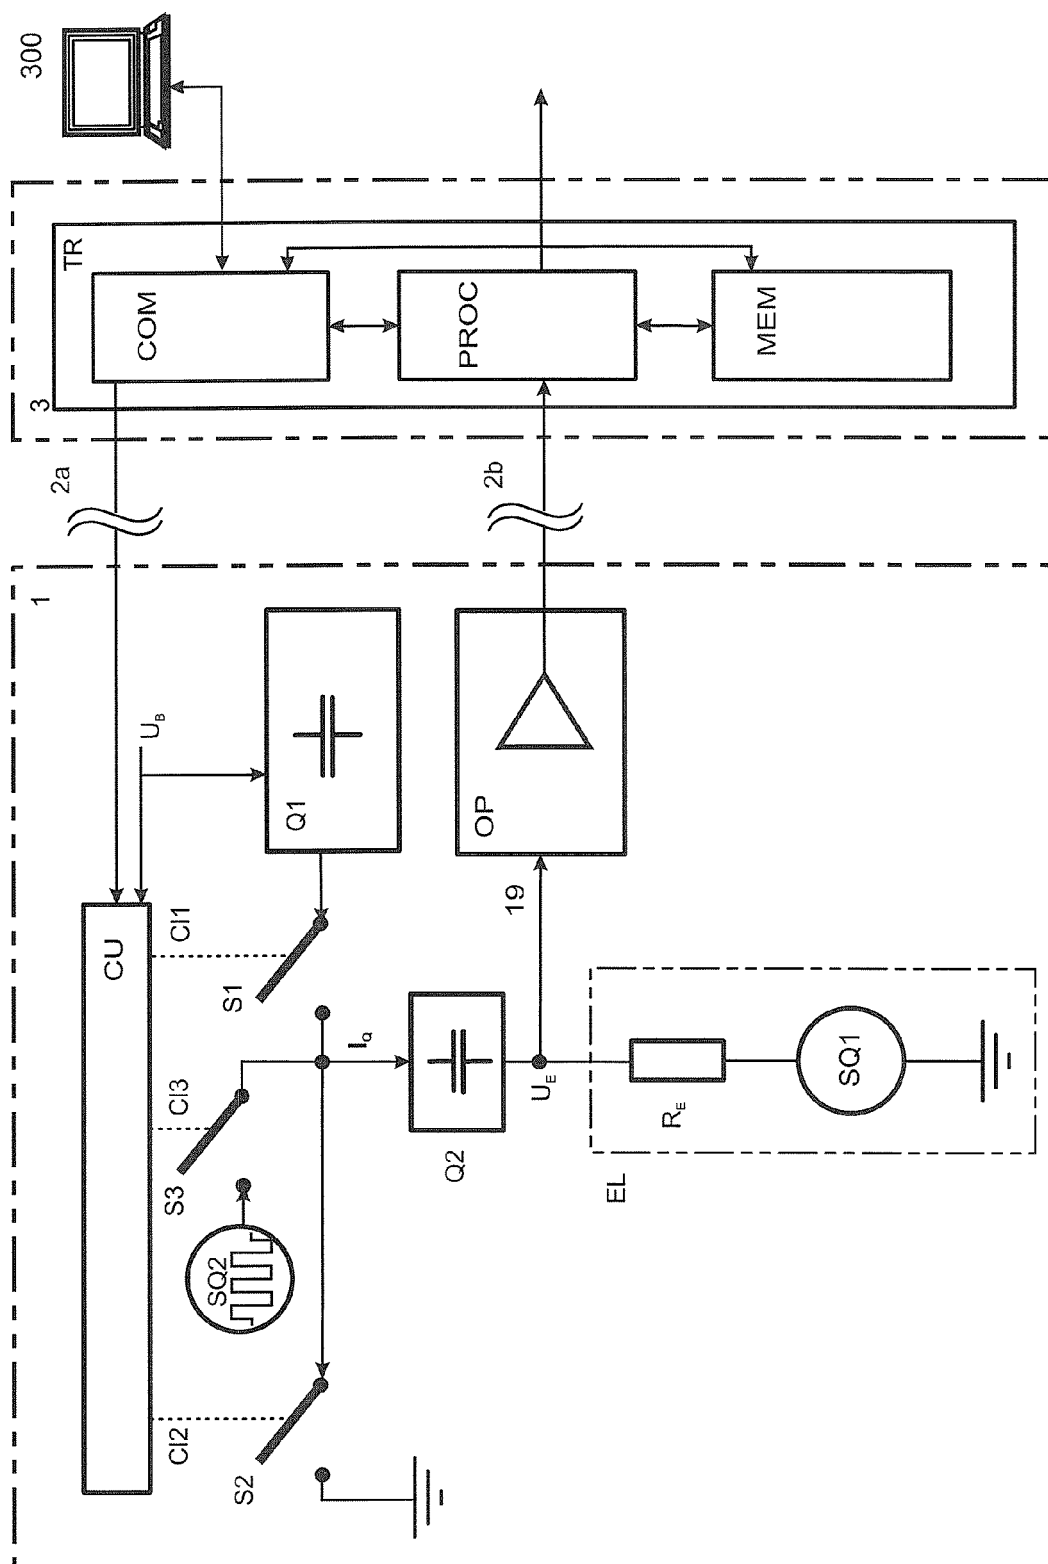 300
TR
COM
PROC
MEM
3
2a
2b
1
U_B
Q1
OP
CU
CI1
S1
19
CI3
S3
I_Q
Q2
U_E
R_E
SQ1
EL
SQ2
CI2
S2